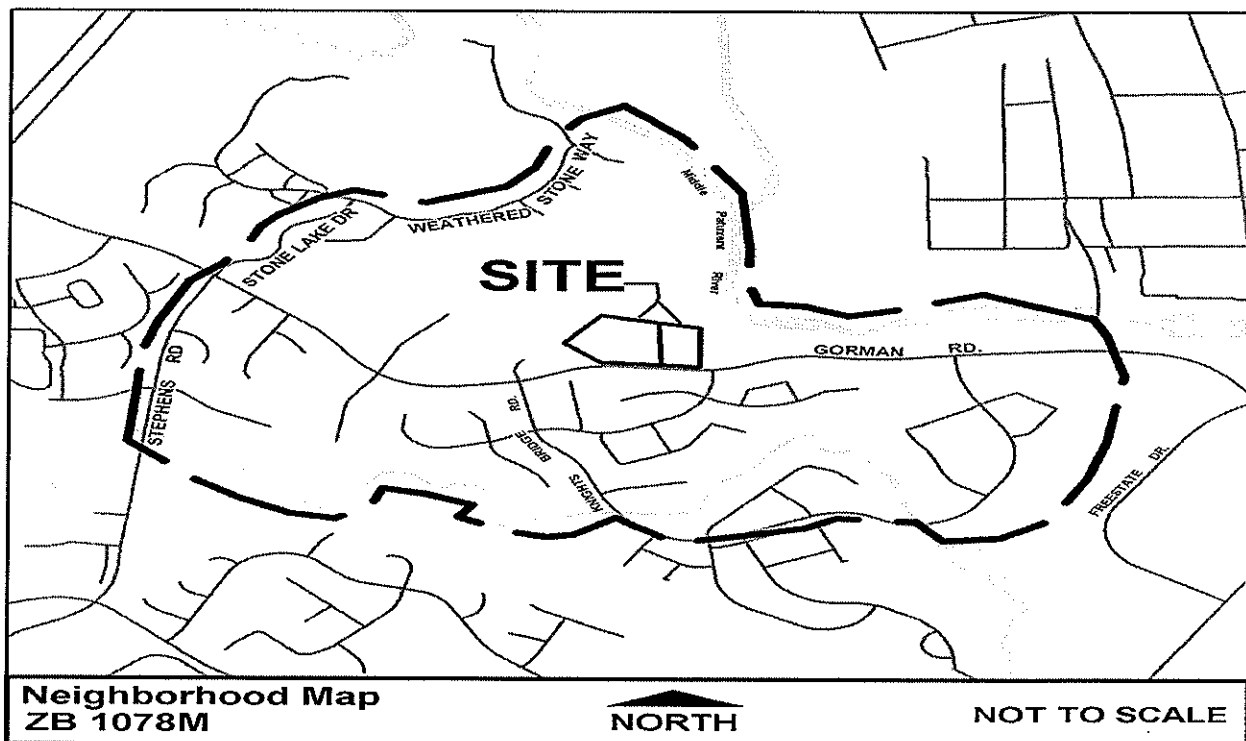 STONE WAY
WEATHERED
STONE LAKE DR
Middle
Patuxent
River
SITE
STEPHENS RD
GORMAN RD.
KNIGHTS BRIDGE RD.
FREESTATE DR.
Neighborhood Map
ZB 1078M
NORTH
NOT TO SCALE